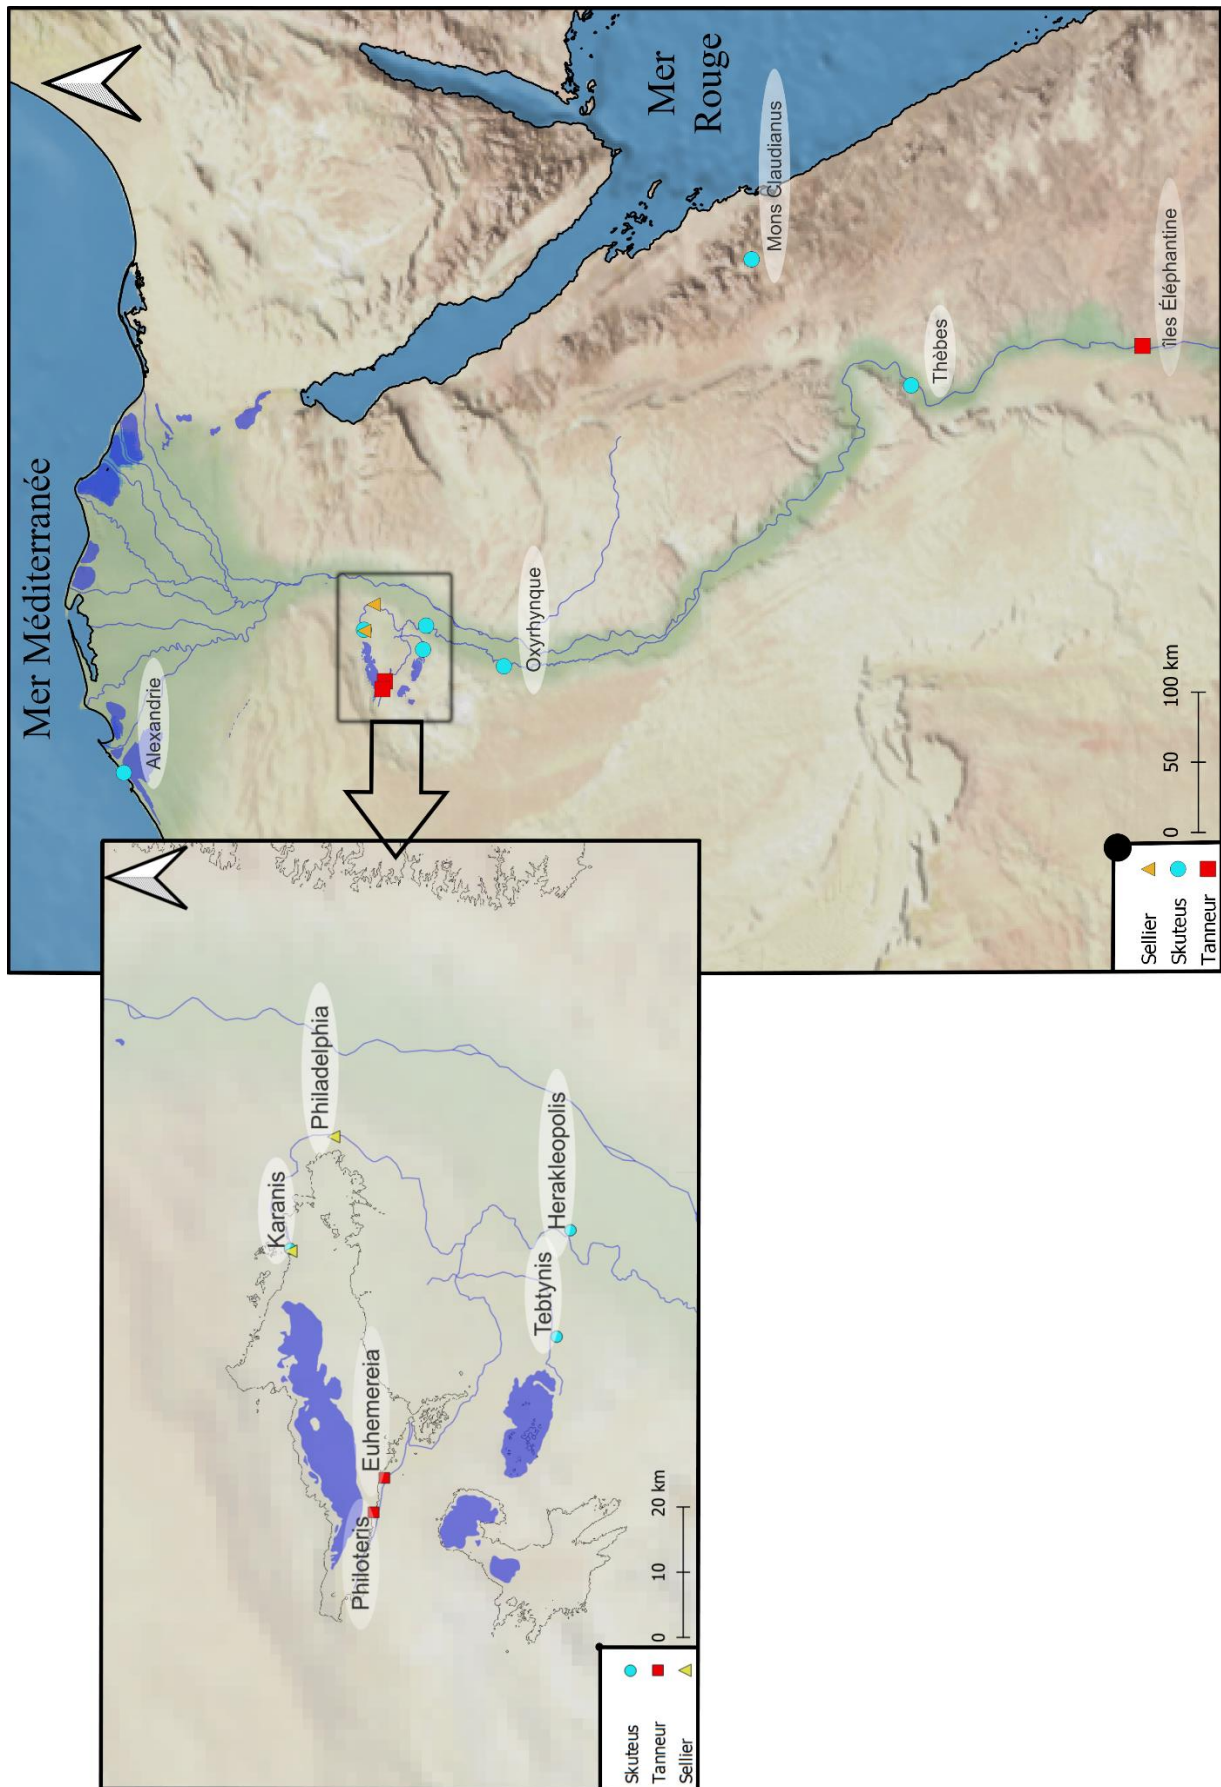 Mer Méditerranée
Alexandrie
Mer
Rouge
Oxyrhynque
Mons Claudianus
Thèbes
îles Éléphantine
0 50 100 km
Sellier
Skuteus
Tanneur
Karanis
Philadelphia
Philoteris
Euhemereia
Tebtynis
Herakleopolis
0 10 20 km
Skuteus
Tanneur
Sellier